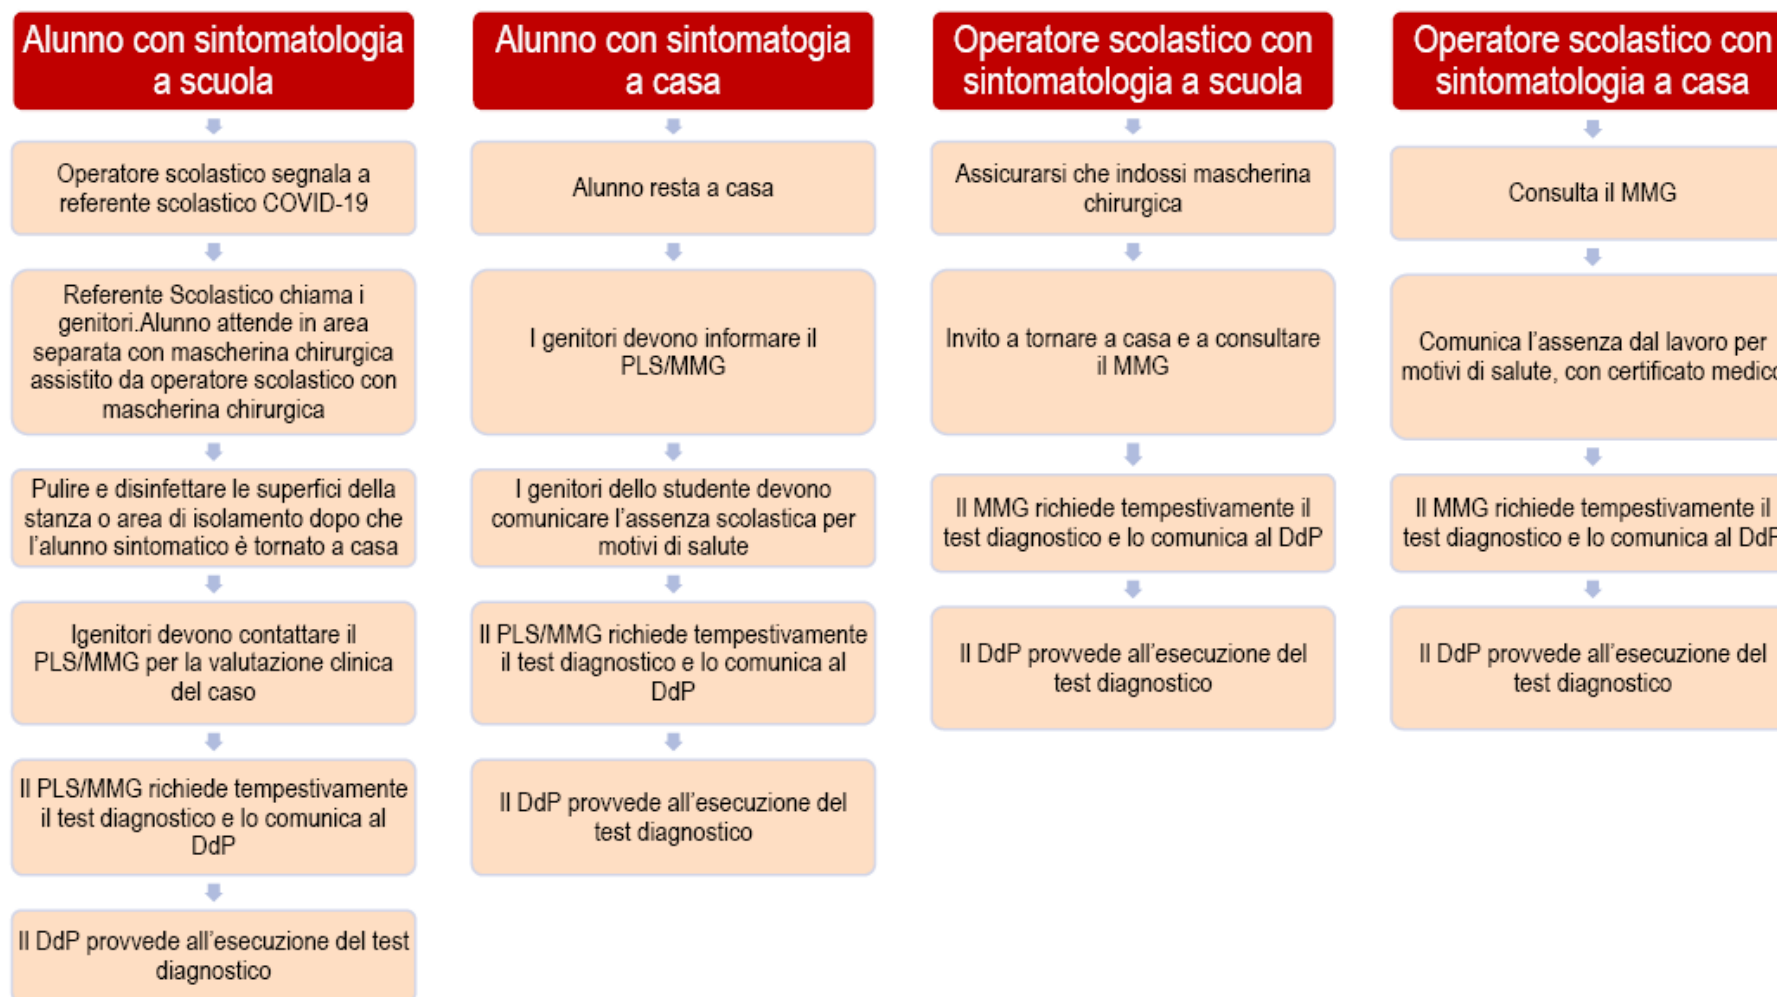 Alunno con sintomatologia
a scuola
Operatore scolastico segnala a
referente scolastico COVID-19
Referente Scolastico chiama i
genitori.Alunno attende in area
separata con mascherina chirurgica
assistito da operatore scolastico con
mascherina chirurgica
Pulire e disinfettare le superfici della
stanza o area di isolamento dopo che
l'alunno sintomatico è tornato a casa
Igenitori devono contattare il
PLS/MMG per la valutazione clinica
del caso
Il PLS/MMG richiede tempestivamente
il test diagnostico e lo comunica al
DdP
Il DdP provvede all'esecuzione del test
diagnostico
Alunno con sintomatogia
a casa
Alunno resta a casa
I genitori devono informare il
PLS/MMG
I genitori dello studente devono
comunicare l'assenza scolastica per
motivi di salute
Il PLS/MMG richiede tempestivamente
il test diagnostico e lo comunica al
DdP
Il DdP provvede all'esecuzione del
test diagnostico
Operatore scolastico con
sintomatologia a scuola
Assicurarsi che indossi mascherina
chirurgica
Invito a tornare a casa e a consultare
il MMG
Il MMG richiede tempestivamente il
test diagnostico e lo comunica al DdP
Il DdP provvede all'esecuzione del
test diagnostico
Operatore scolastico con
sintomatologia a casa
Consulta il MMG
Comunica l'assenza dal lavoro per
motivi di salute, con certificato medico
Il MMG richiede tempestivamente il
test diagnostico e lo comunica al DdP
Il DdP provvede all'esecuzione del
test diagnostico